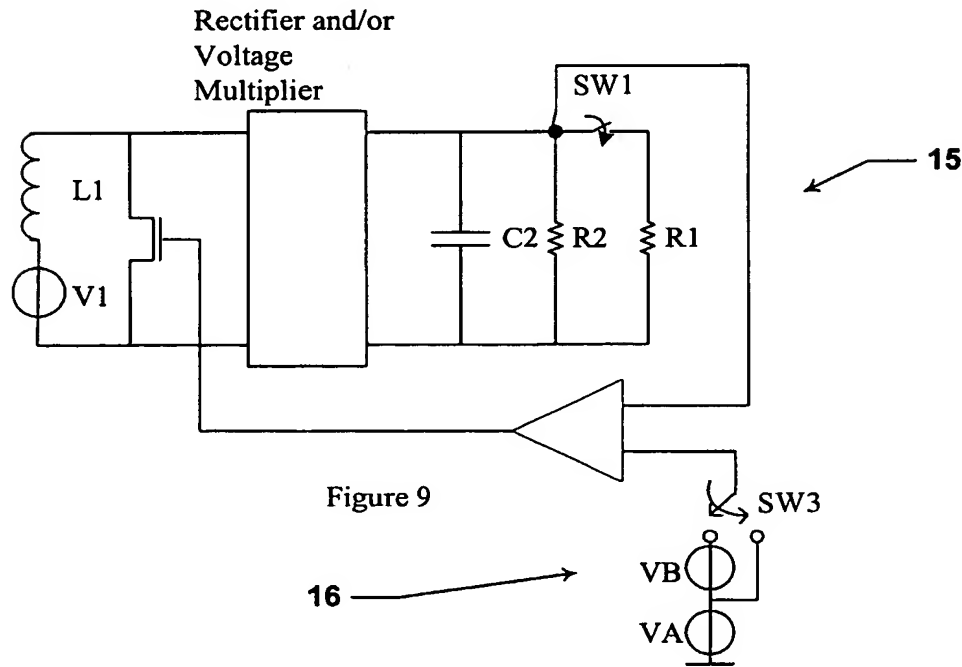 Rectifier and/or
Voltage
Multiplier
SW1
15
L1
C2
R2
R1
V1
Figure 9
SW3
VB
16
VA